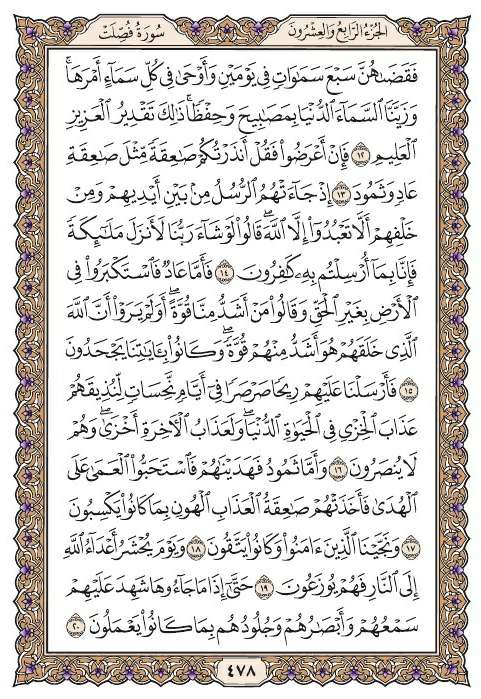 سُورَةُ فُصِّلَتْ الجُزْءُ الرَّابِعُ وَالعِشْرُونَ
فَقَضَىٰهُنَّ سَبْعَ سَمَٰوَاتٖ فِي يَوْمَيْنِ وَأَوْحَىٰ فِي كُلِّ سَمَآءٍ أَمْرَهَاۚ
وَزَيَّنَّا ٱلسَّمَآءَ ٱلدُّنْيَا بِمَصَٰبِيحَ وَحِفْظٗاۚ ذَٰلِكَ تَقْدِيرُ ٱلْعَزِيزِ
ٱلْعَلِيمِ ١٢ فَإِنْ أَعْرَضُوا۟ فَقُلْ أَنذَرْتُكُمْ صَٰعِقَةٗ مِّثْلَ صَٰعِقَةِ
عَادٖ وَثَمُودَ ١٣ إِذْ جَآءَتْهُمُ ٱلرُّسُلُ مِنۢ بَيْنِ أَيْدِيهِمْ وَمِنْ
خَلْفِهِمْ أَلَّا تَعْبُدُوٓا۟ إِلَّا ٱللَّهَۖ قَالُوا۟ لَوْ شَآءَ رَبُّنَا لَأَنزَلَ مَلَٰٓئِكَةٗ
فَإِنَّا بِمَآ أُرْسِلْتُم بِهِۦ كَٰفِرُونَ ١٤ فَأَمَّا عَادٞ فَٱسْتَكْبَرُوا۟ فِي
ٱلْأَرْضِ بِغَيْرِ ٱلْحَقِّ وَقَالُوا۟ مَنْ أَشَدُّ مِنَّا قُوَّةًۖ أَوَلَمْ يَرَوْا۟ أَنَّ ٱللَّهَ
ٱلَّذِي خَلَقَهُمْ هُوَ أَشَدُّ مِنْهُمْ قُوَّةٗۖ وَكَانُوا۟ بِـَٔايَٰتِنَا يَجْحَدُونَ
١٥ فَأَرْسَلْنَا عَلَيْهِمْ رِيحٗا صَرْصَرٗا فِيٓ أَيَّامٖ نَّحِسَاتٖ لِّنُذِيقَهُمْ
عَذَابَ ٱلْخِزْيِ فِي ٱلْحَيَوٰةِ ٱلدُّنْيَاۖ وَلَعَذَابُ ٱلْأٓخِرَةِ أَخْزَىٰۖ وَهُمْ
لَا يُنصَرُونَ ١٦ وَأَمَّا ثَمُودُ فَهَدَيْنَٰهُمْ فَٱسْتَحَبُّوا۟ ٱلْعَمَىٰ عَلَى
ٱلْهُدَىٰ فَأَخَذَتْهُمْ صَٰعِقَةُ ٱلْعَذَابِ ٱلْهُونِ بِمَا كَانُوا۟ يَكْسِبُونَ
١٧ وَنَجَّيْنَا ٱلَّذِينَ ءَامَنُوا۟ وَكَانُوا۟ يَتَّقُونَ ١٨ وَيَوْمَ يُحْشَرُ أَعْدَآءُ ٱللَّهِ
إِلَى ٱلنَّارِ فَهُمْ يُوزَعُونَ ١٩ حَتَّىٰٓ إِذَا مَا جَآءُوهَا شَهِدَ عَلَيْهِمْ
سَمْعُهُمْ وَأَبْصَٰرُهُمْ وَجُلُودُهُم بِمَا كَانُوا۟ يَعْمَلُونَ ٢٠
٤٧٨